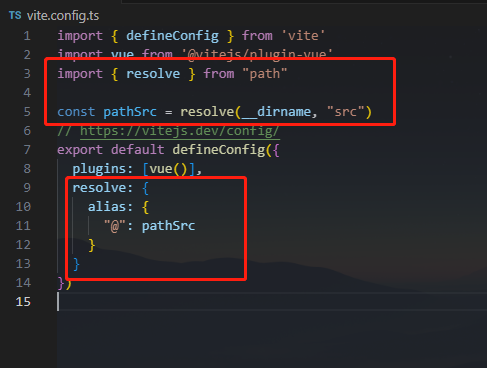 TS vite.config.ts
1 import { defineConfig } from 'vite'
2 import vue from '@vitejs/plugin-vue'
3 import { resolve } from "path"
4
5 const pathSrc = resolve(__dirname, "src")
6 // https://vitejs.dev/config/
7 export default defineConfig({
8   plugins: [vue()],
9   resolve: {
10     alias: {
11       "@": pathSrc
12     }
13   }
14 })
15